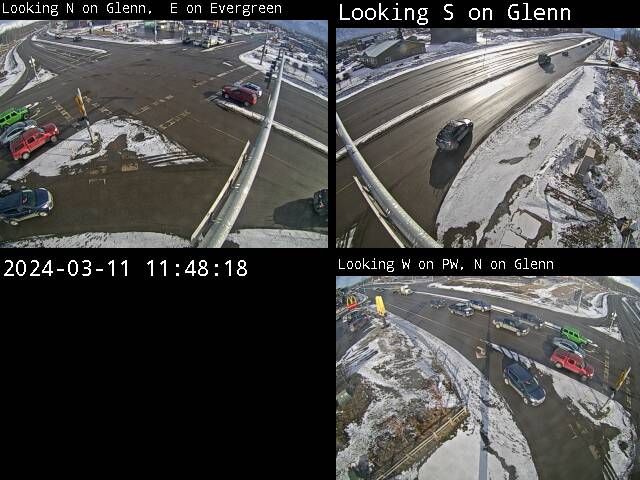 Looking N on Glenn, E on Evergreen
Looking S on Glenn
2024-03-11 11:48:18
Looking W on PW, N on Glenn